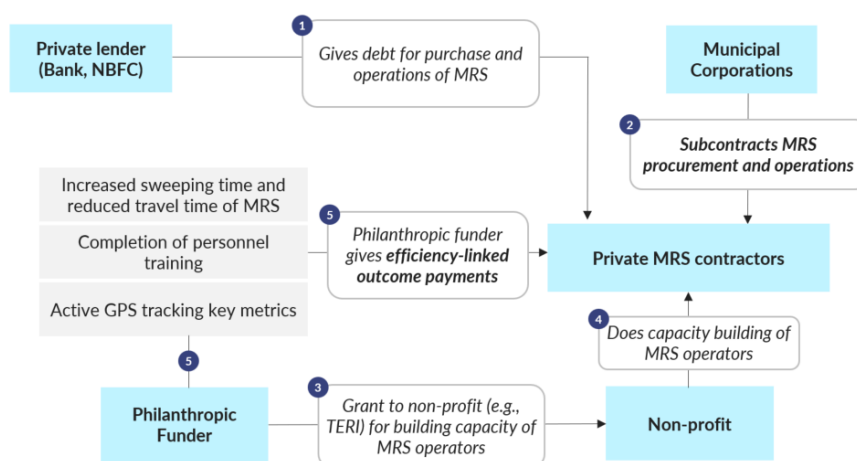 1
Private lender
(Bank, NBFC)
Gives debt for purchase and
operations of MRS
Municipal
Corporations
2
Subcontracts MRS
procurement and operations
Increased sweeping time and
reduced travel time of MRS
Completion of personnel
training
Active GPS tracking key metrics
5
Philanthropic funder
gives efficiency-linked
outcome payments
Private MRS contractors
4
Does capacity building of
MRS operators
5
Philanthropic
Funder
3
Grant to non-profit (e.g.,
TERI) for building capacity of
MRS operators
Non-profit